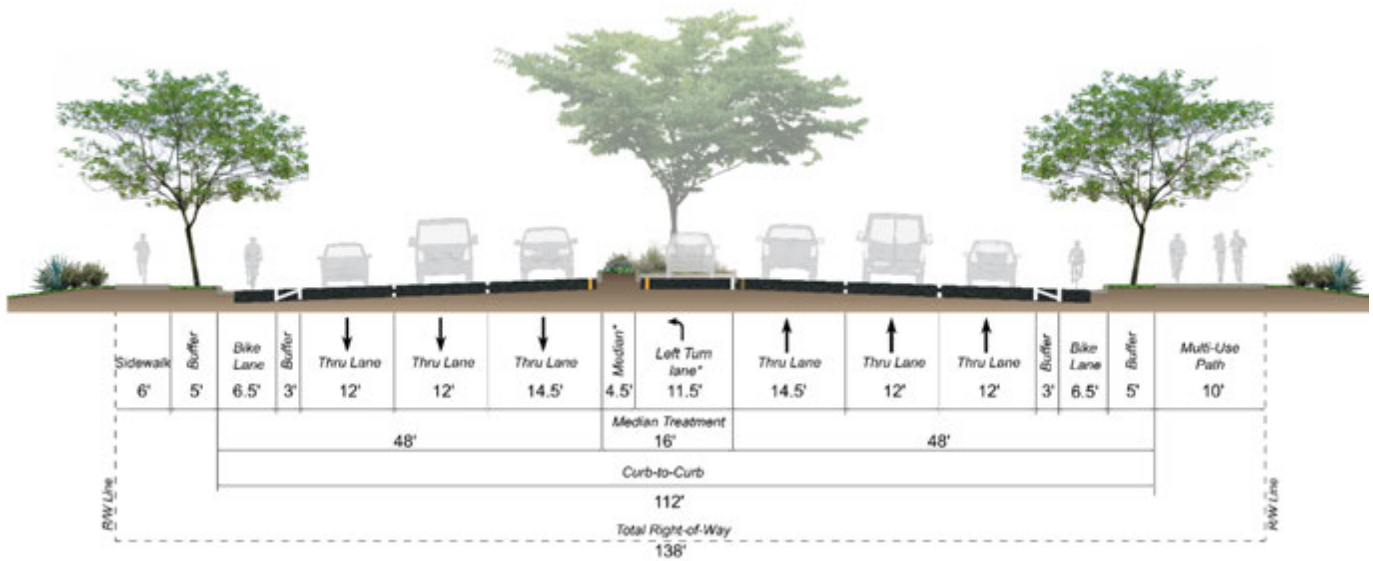 Sidewalk
6'
Buffer
5'
Bike
Lane
6.5'
Buffer
3'
Thru Lane
12'
Thru Lane
12'
Thru Lane
14.5'
Median*
4.5'
Left Turn
lane*
11.5'
Thru Lane
14.5'
Thru Lane
12'
Thru Lane
12'
Buffer
3'
Bike
Lane
6.5'
Buffer
5'
Multi-Use
Path
10'
48'
Median Treatment
16'
48'
Curb-to-Curb
112'
R/W Line
R/W Line
Total Right-of-Way
138'